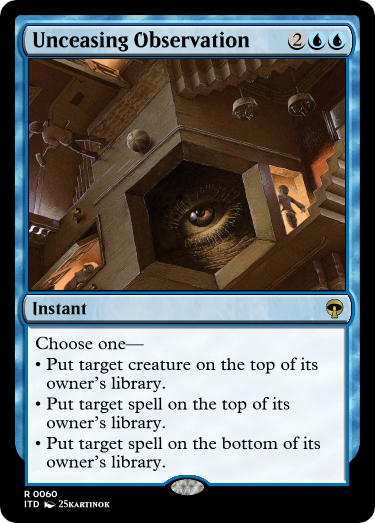 Unceasing Observation 2
Instant
Choose one—
• Put target creature on the top of its
owner's library.
• Put target spell on the top of its
owner's library.
• Put target spell on the bottom of its
owner's library.
R 0060
ITD 25KARTINOK